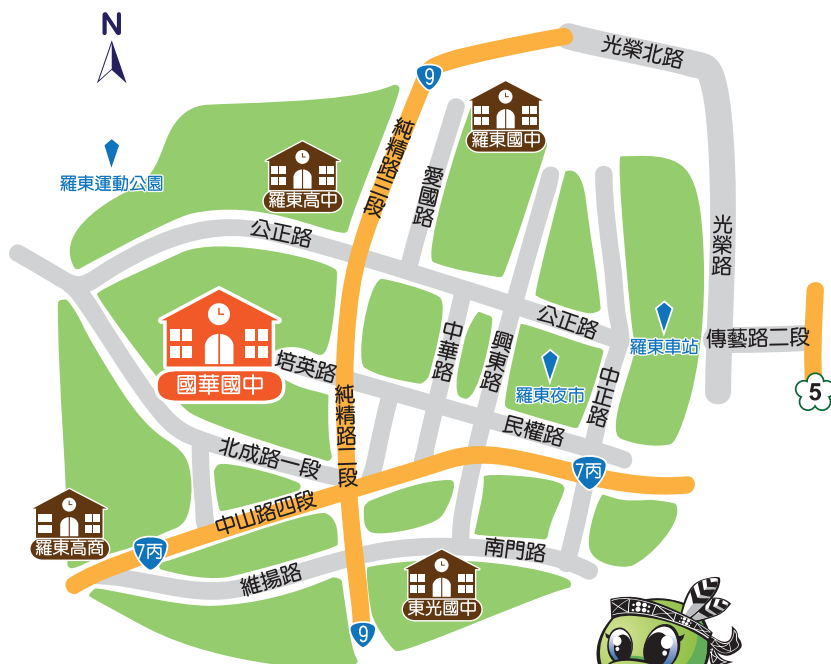 N
光榮北路
9
羅東國中
純精路三段
愛國路
羅東運動公園
羅東高中
公正路
光榮路
國華國中
培英路
中華路
興東路
公正路
羅東車站
傳藝路二段
羅東夜市
中正路
5
純精路二段
民權路
北成路一段
7丙
中山路四段
羅東高商
7丙
維揚路
南門路
東光國中
9